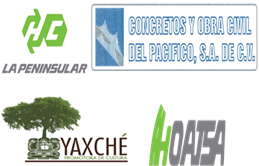 LA PENINSULAR
CONCRETOS Y OBRA CIVIL
DEL PACIFICO, S.A. DE C.V.
YAXCHÉ
PROMOTORA DE CULTURA
HOATSA